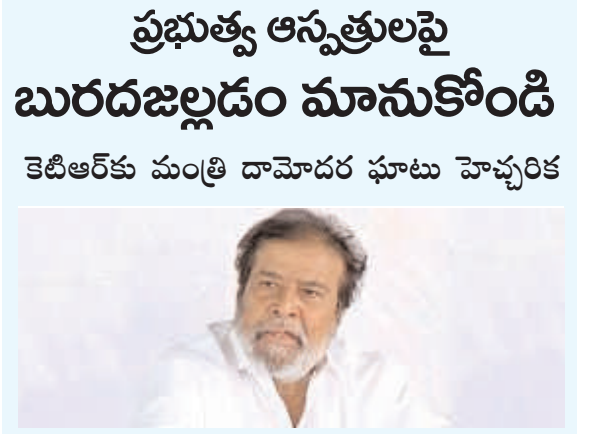 ప్రభుత్వ ఆస్పత్రులపై
బురదజల్లడం మానుకోండి
కెటిఆర్‌కు మంత్రి దామోదర ఘాటు హెచ్చరిక